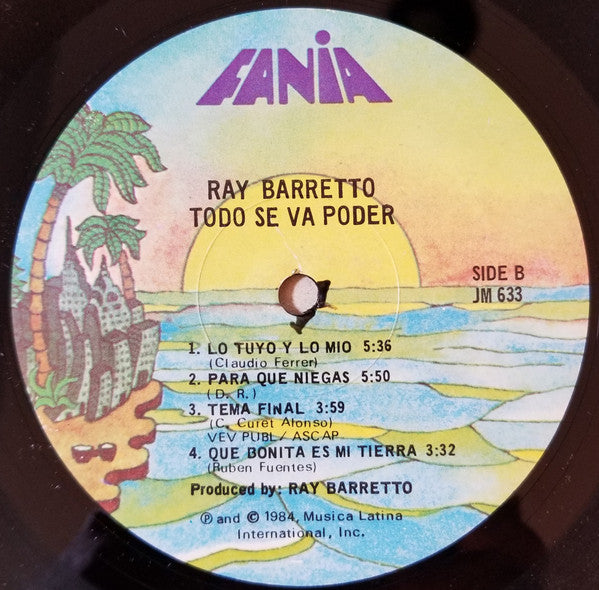 FANIA
RAY BARRETTO
TODO SE VA PODER
SIDE B
JM 633
1. LO TUYO Y LO MIO 5:36
(Claudio Ferrer)
2. PARA QUE NIEGAS 5:50
( D. R. )
3. TEMA FINAL 3:59
(C. Curet Alonso)
VEV PUBL/ ASCAP
4. QUE BONITA ES MI TIERRA 3:32
(Ruben Fuentes)
Produced by: RAY BARRETTO
℗ and © 1984, Musica Latina
International, Inc.